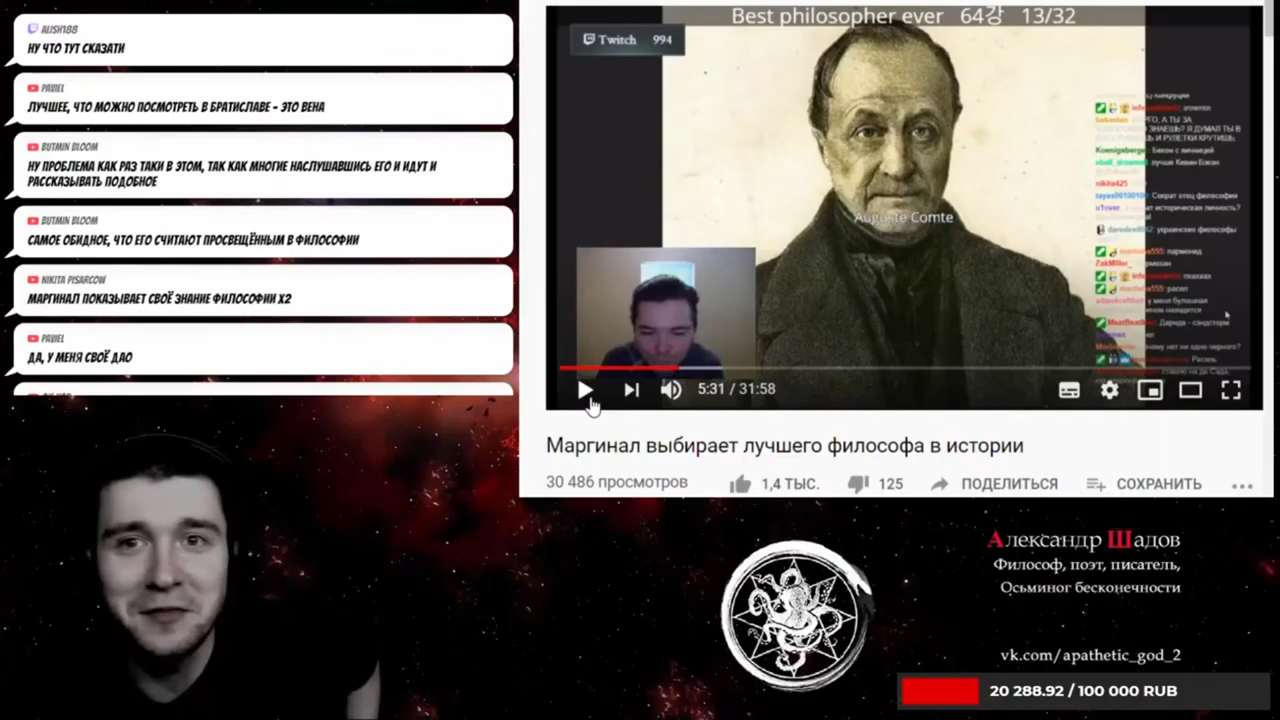 ALISH188
НУ ЧТО ТУТ СКАЗАТИ
PAVIEL
ЛУЧШЕЕ, ЧТО МОЖНО ПОСМОТРЕТЬ В БРАТИСЛАВЕ - ЭТО ВЕНА
BUTMIN BLOOM
НУ ПРОБЛЕМА КАК РАЗ ТАКИ В ЭТОМ, ТАК КАК МНОГИЕ НАСЛУШАВШИСЬ ЕГО И ИДУТ И
РАССКАЗЫВАТЬ ПОДОБНОЕ
BUTMIN BLOOM
САМОЕ ОБИДНОЕ, ЧТО ЕГО СЧИТАЮТ ПРОСВЕЩЁННЫМ В ФИЛОСОФИИ
NIKITA PISARCOW
МАРГИНАЛ ПОКАЗЫВАЕТ СВОЁ ЗНАНИЕ ФИЛОСОФИИ X2
PAVIEL
ДА, У МЕНЯ СВОЁ ДАО
Best philosopher ever 64강 13/32
Twitch 994
Auguste Comte
nikita425
5:31 / 31:58
Маргинал выбирает лучшего философа в истории
30 486 просмотров
1,4 ТЫС.
125
ПОДЕЛИТЬСЯ
СОХРАНИТЬ
Александр Шадов
Философ, поэт, писатель,
Осьминог бесконечности
vk.com/apathetic_god_2
20 288.92 / 100 000 RUB